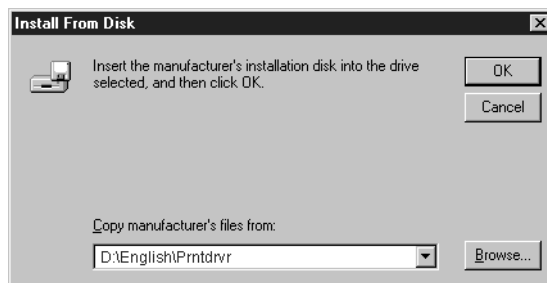 Install From Disk
Insert the manufacturer's installation disk into the drive
selected, and then click OK.
OK
Cancel
Copy manufacturer's files from:
D:\English\Prntdrvr
Browse...